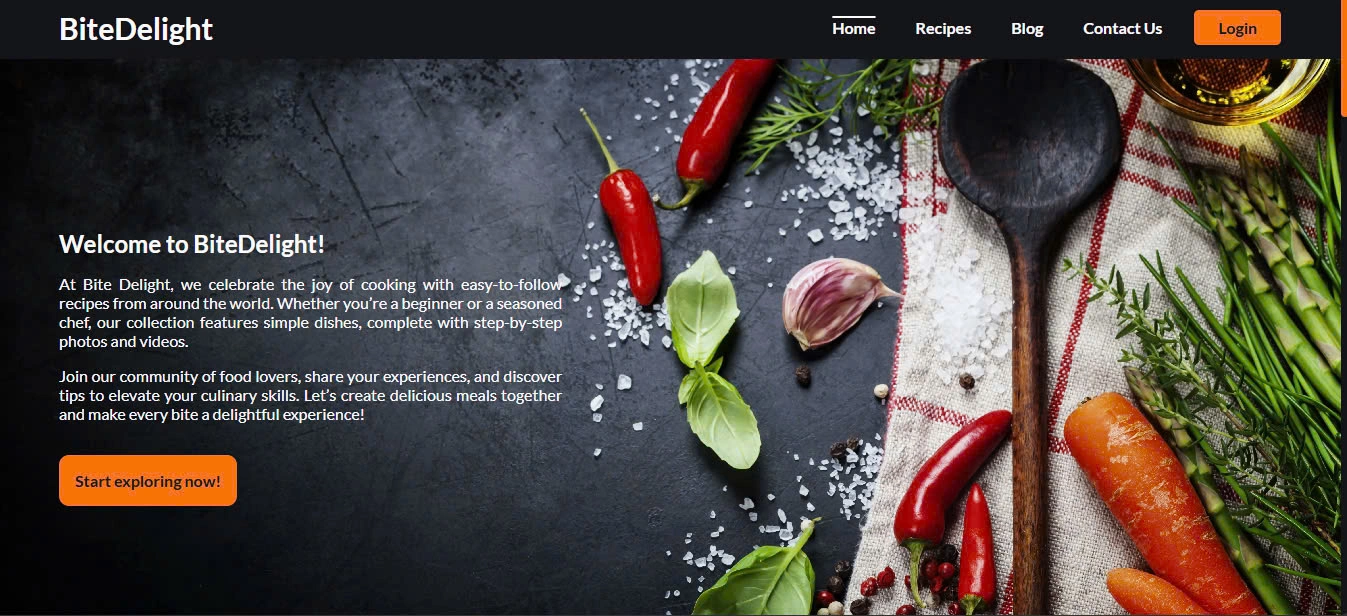 BiteDelight
Home
Recipes
Blog
Contact Us
Login
Welcome to BiteDelight!
At Bite Delight, we celebrate the joy of cooking with easy-to-follow
recipes from around the world. Whether you’re a beginner or a seasoned
chef, our collection features simple dishes, complete with step-by-step
photos and videos.
Join our community of food lovers, share your experiences, and discover
tips to elevate your culinary skills. Let’s create delicious meals together
and make every bite a delightful experience!
Start exploring now!